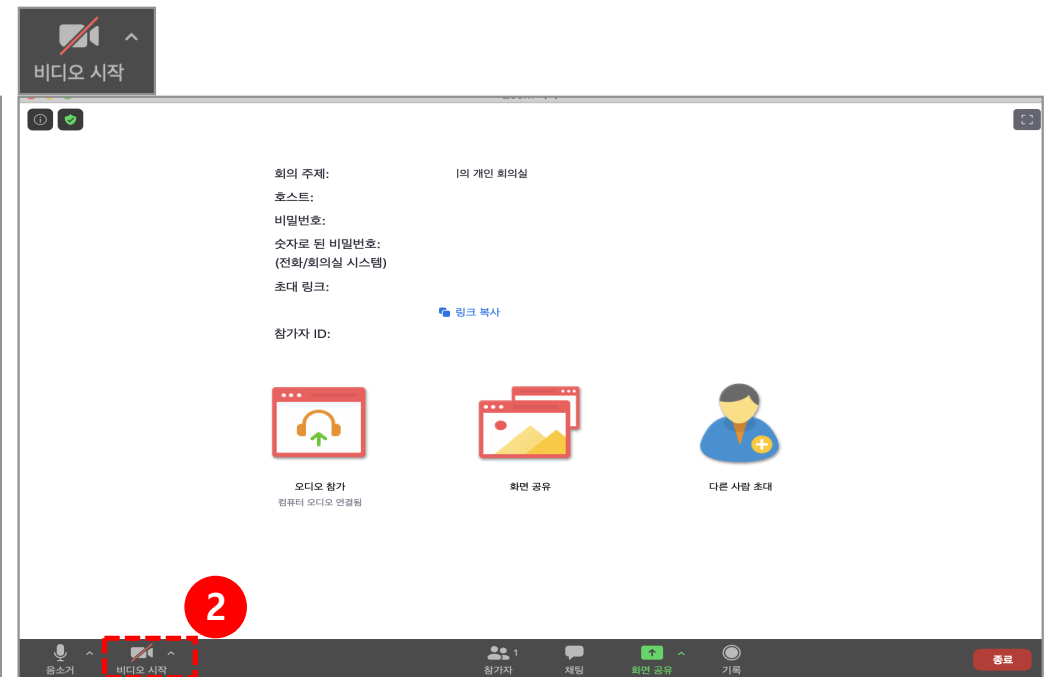 비디오 시작
회의 주제:
의 개인 회의실
호스트:
비밀번호:
숫자로 된 비밀번호:
(전화/회의실 시스템)
초대 링크:
링크 복사
참가자 ID:
오디오 참가
컴퓨터 오디오 연결됨
화면 공유
다른 사람 초대
2
음소거
비디오 시작
1
참가자
채팅
화면 공유
기록
종료